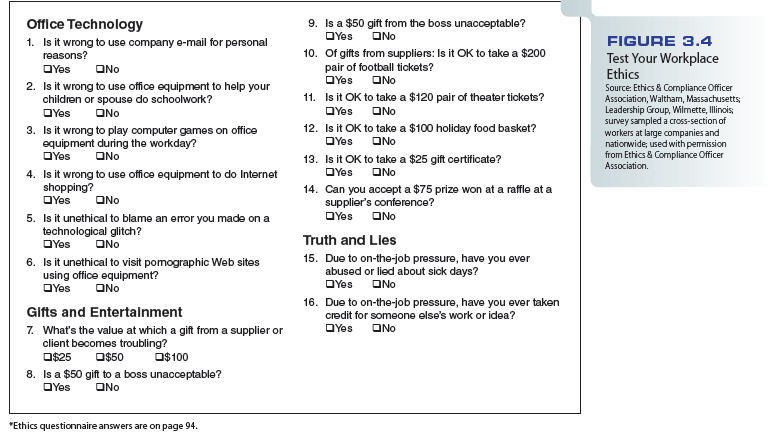 Office Technology
1. Is it wrong to use company e-mail for personal
reasons?
❑Yes ❑No
2. Is it wrong to use office equipment to help your
children or spouse do schoolwork?
❑Yes ❑No
3. Is it wrong to play computer games on office
equipment during the workday?
❑Yes ❑No
4. Is it wrong to use office equipment to do Internet
shopping?
❑Yes ❑No
5. Is it unethical to blame an error you made on a
technological glitch?
❑Yes ❑No
6. Is it unethical to visit pornographic Web sites
using office equipment?
❑Yes ❑No
Gifts and Entertainment
7. What's the value at which a gift from a supplier or
client becomes troubling?
❑$25 ❑$50 ❑$100
8. Is a $50 gift to a boss unacceptable?
❑Yes ❑No
9. Is a $50 gift from the boss unacceptable?
❑Yes ❑No
10. Of gifts from suppliers: Is it OK to take a $200
pair of football tickets?
❑Yes ❑No
11. Is it OK to take a $120 pair of theater tickets?
❑Yes ❑No
12. Is it OK to take a $100 holiday food basket?
❑Yes ❑No
13. Is it OK to take a $25 gift certificate?
❑Yes ❑No
14. Can you accept a $75 prize won at a raffle at a
supplier's conference?
❑Yes ❑No
Truth and Lies
15. Due to on-the-job pressure, have you ever
abused or lied about sick days?
❑Yes ❑No
16. Due to on-the-job pressure, have you ever taken
credit for someone else's work or idea?
❑Yes ❑No
*Ethics questionnaire answers are on page 94.
FIGURE 3.4
Test Your Workplace
Ethics
Source: Ethics & Compliance Officer
Association, Waltham, Massachusetts;
Leadership Group, Wilmette, Illinois;
survey sampled a cross-section of
workers at large companies and
nationwide; used with permission
from Ethics & Compliance Officer
Association.